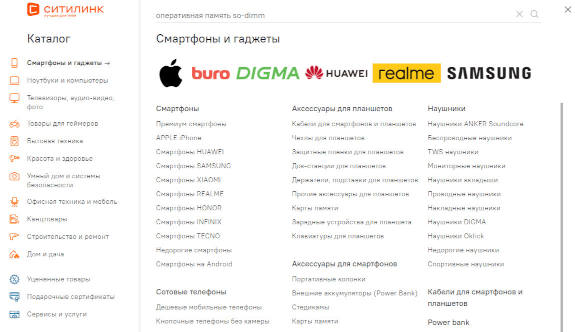 СИТИЛИНК
оперативная память so-dimm
Каталог
Смартфоны и гаджеты →
Ноутбуки и компьютеры
Телевизоры, аудио-видео,
фото
Товары для геймеров
Бытовая техника
Красота и здоровье
Умный дом и системы
безопасности
Офисная техника и мебель
Канцтовары
Строительство и ремонт
Дом и дача
Уцененные товары
Подарочные сертификаты
Сервисы и услуги
Смартфоны и гаджеты
buro DIGMA HUAWEI realme SAMSUNG
Смартфоны
Премиум смартфоны
APPLE iPhone
Смартфоны HUAWEI
Смартфоны SAMSUNG
Смартфоны XIAOMI
Смартфоны REALME
Смартфоны HONOR
Смартфоны INFINIX
Смартфоны TECNO
Недорогие смартфоны
Смартфоны на Android
Сотовые телефоны
Дешевые мобильные телефоны
Кнопочные телефоны без камеры
Аксессуары для планшетов
Кабели для смартфонов и планшетов
Чехлы для планшетов
Защитные пленки для планшетов
Док-станции для планшетов
Держатели, подставки для планшетов
Прочие аксессуары для планшетов
Карты памяти
Зарядные устройства для планшета
Клавиатуры для планшетов
Аксессуары для смартфонов
Портативные колонки
Внешние аккумуляторы (Power Bank)
Стедикамы
Карты памяти
Наушники
Наушники ANKER Soundcore
Беспроводные наушники
TWS наушники
Мониторные наушники
Наушники вкладыши
Проводные наушники
Накладные наушники
Наушники DIGMA
Наушники Oklick
Недорогие наушники
Спортивные наушники
Кабели для смартфонов и
планшетов
Power bank